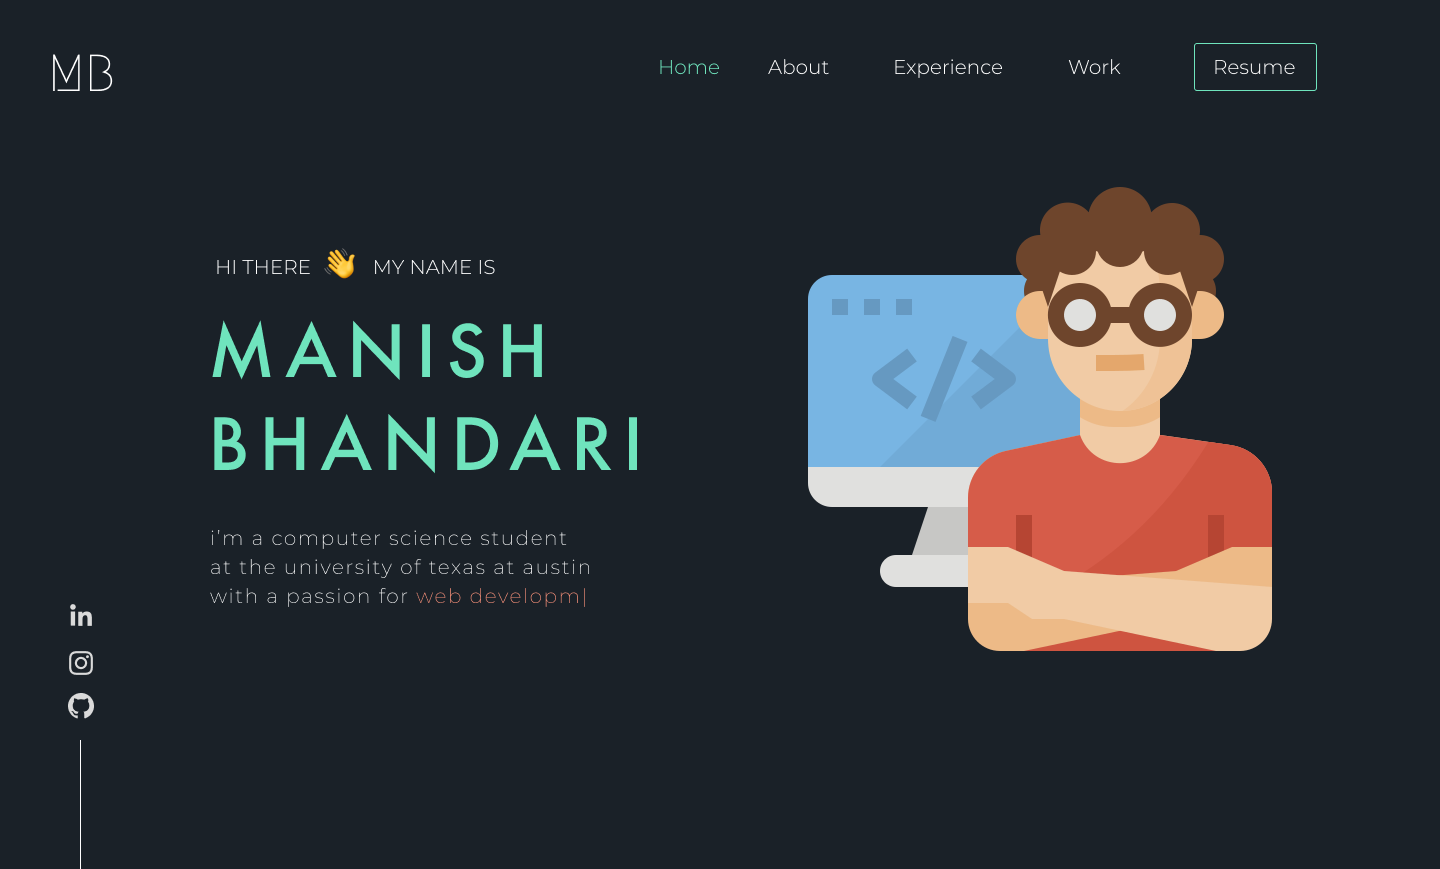 MB
Home About Experience Work Resume
HI THERE 👋 MY NAME IS
MANISH
BHANDARI
</>
i'm a computer science student
at the university of texas at austin
with a passion for web developm|
in